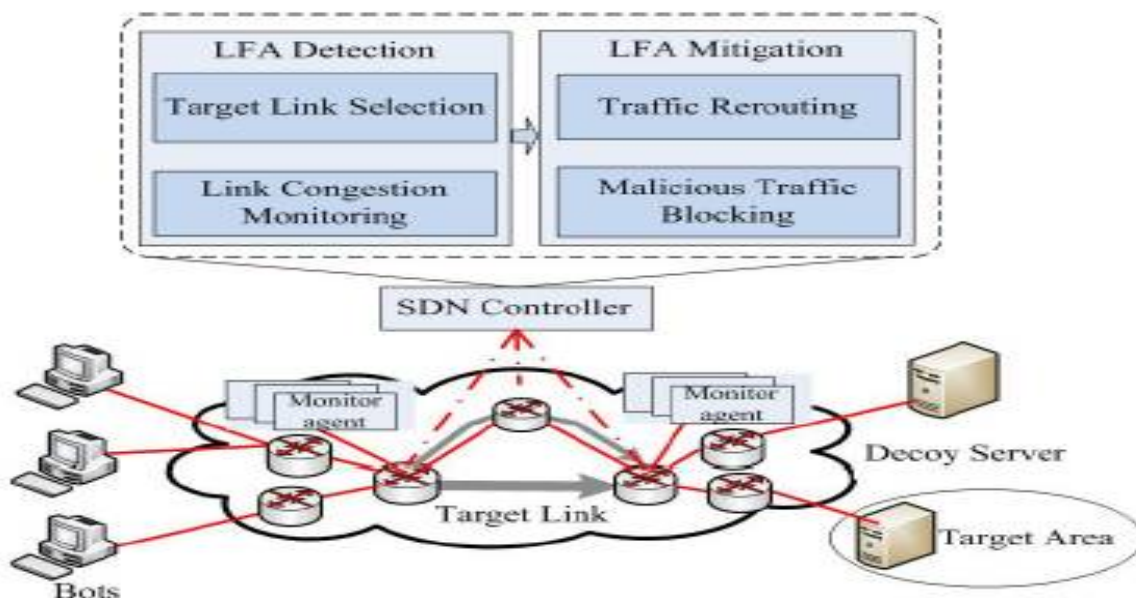 LFA Detection
Target Link Selection
Link Congestion
Monitoring
LFA Mitigation
Traffic Rerouting
Malicious Traffic
Blocking
SDN Controller
Monitor
agent
Monitor
agent
Decoy Server
Target Link
Target Area
Bots